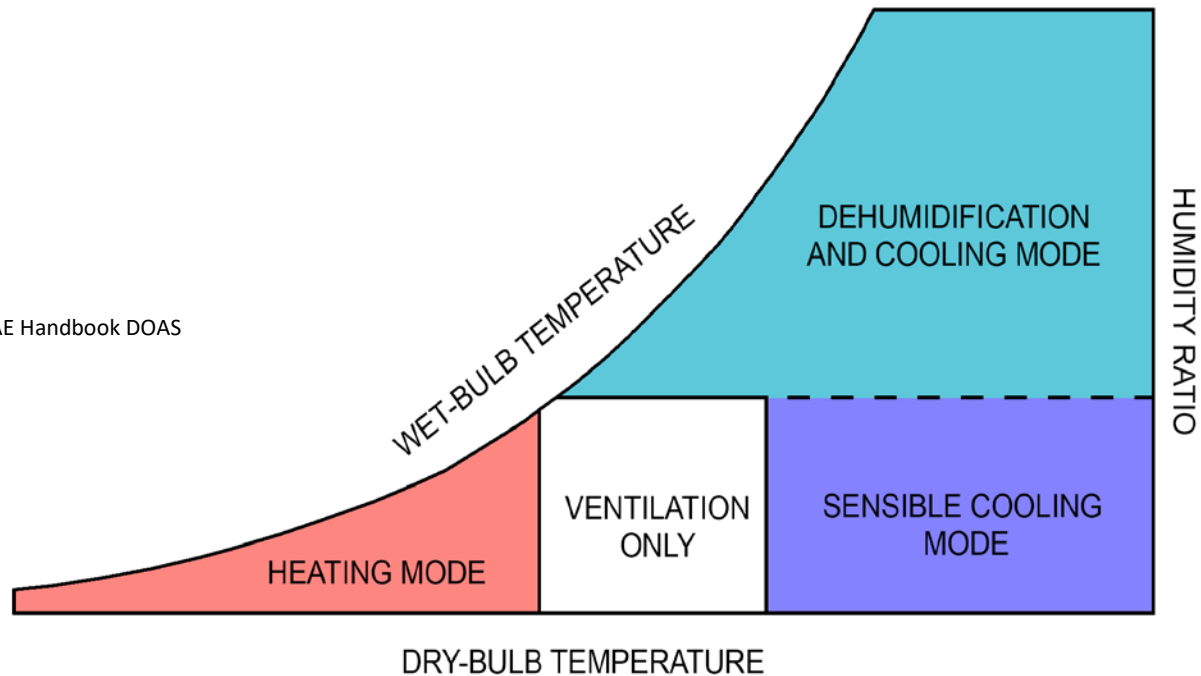 DEHUMIDIFICATION
AND COOLING MODE
HUMIDITY RATIO
WET-BULB TEMPERATURE
AE Handbook DOAS
VENTILATION
ONLY
SENSIBLE COOLING
MODE
HEATING MODE
DRY-BULB TEMPERATURE